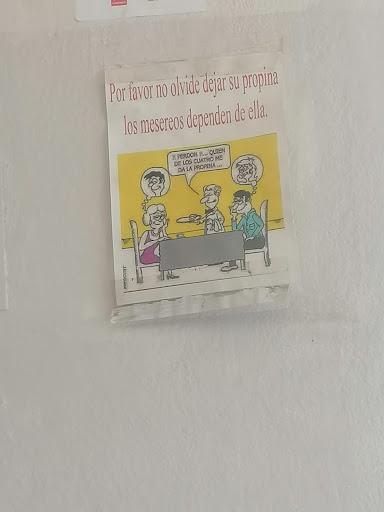 Por favor no olvide dejar su propina
los mesereos dependen de ella.
!! PERDON !!... QUIEN
DE LOS CUATRO ME
DA LA PROPINA ...